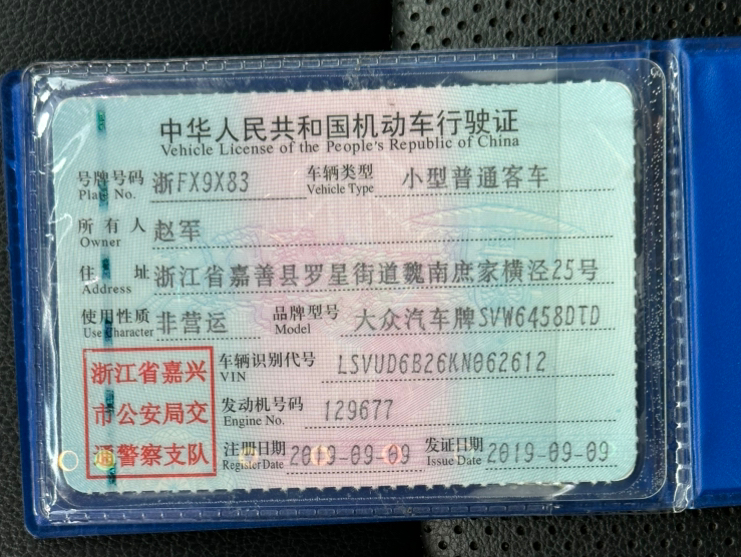 中华人民共和国机动车行驶证
Vehicle License of the People's Republic of China
号牌号码 浙FX9X83 车辆类型 小型普通客车
Plate No. Vehicle Type
所有人 赵军
Owner
住址 浙江省嘉善县罗星街道魏南庶家横泾25号
Address
使用性质 非营运 品牌型号 大众汽车牌SVW6458DTD
Use Character Model
浙江省嘉兴
市公安局交
通警察支队
车辆识别代号 LSVUD6B26KN062612
VIN
发动机号码 129677
Engine No.
注册日期 2019-09-09 发证日期 2019-09-09
Register Date Issue Date